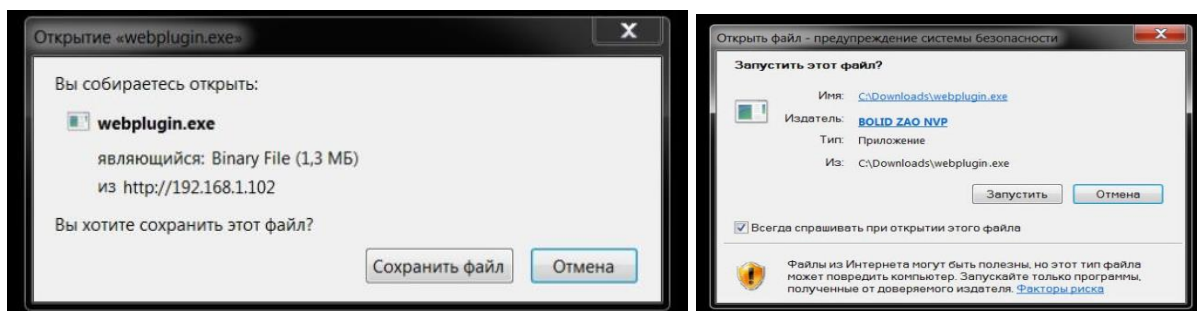 Открытие «webplugin.exe»
Вы собираетесь открыть:
webplugin.exe
являющийся: Binary File (1,3 МБ)
из http://192.168.1.102
Вы хотите сохранить этот файл?
Сохранить файл
Отмена
Открыть файл - предупреждение системы безопасности
Запустить этот файл?
Имя: C:\Downloads\webplugin.exe
Издатель: BOLID ZAO NVP
Тип: Приложение
Из: C:\Downloads\webplugin.exe
Запустить
Отмена
Всегда спрашивать при открытии этого файла
Файлы из Интернета могут быть полезны, но этот тип файла
может повредить компьютер. Запускайте только программы,
полученные от доверяемого издателя. Факторы риска